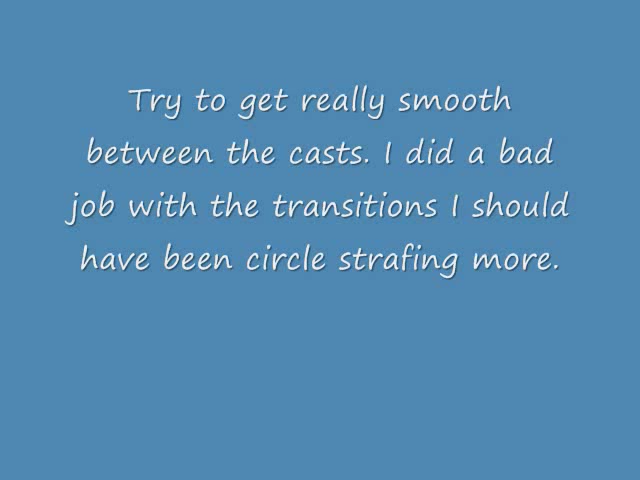 Try to get really smooth
between the casts. I did a bad
job with the transitions I should
have been circle strafing more.